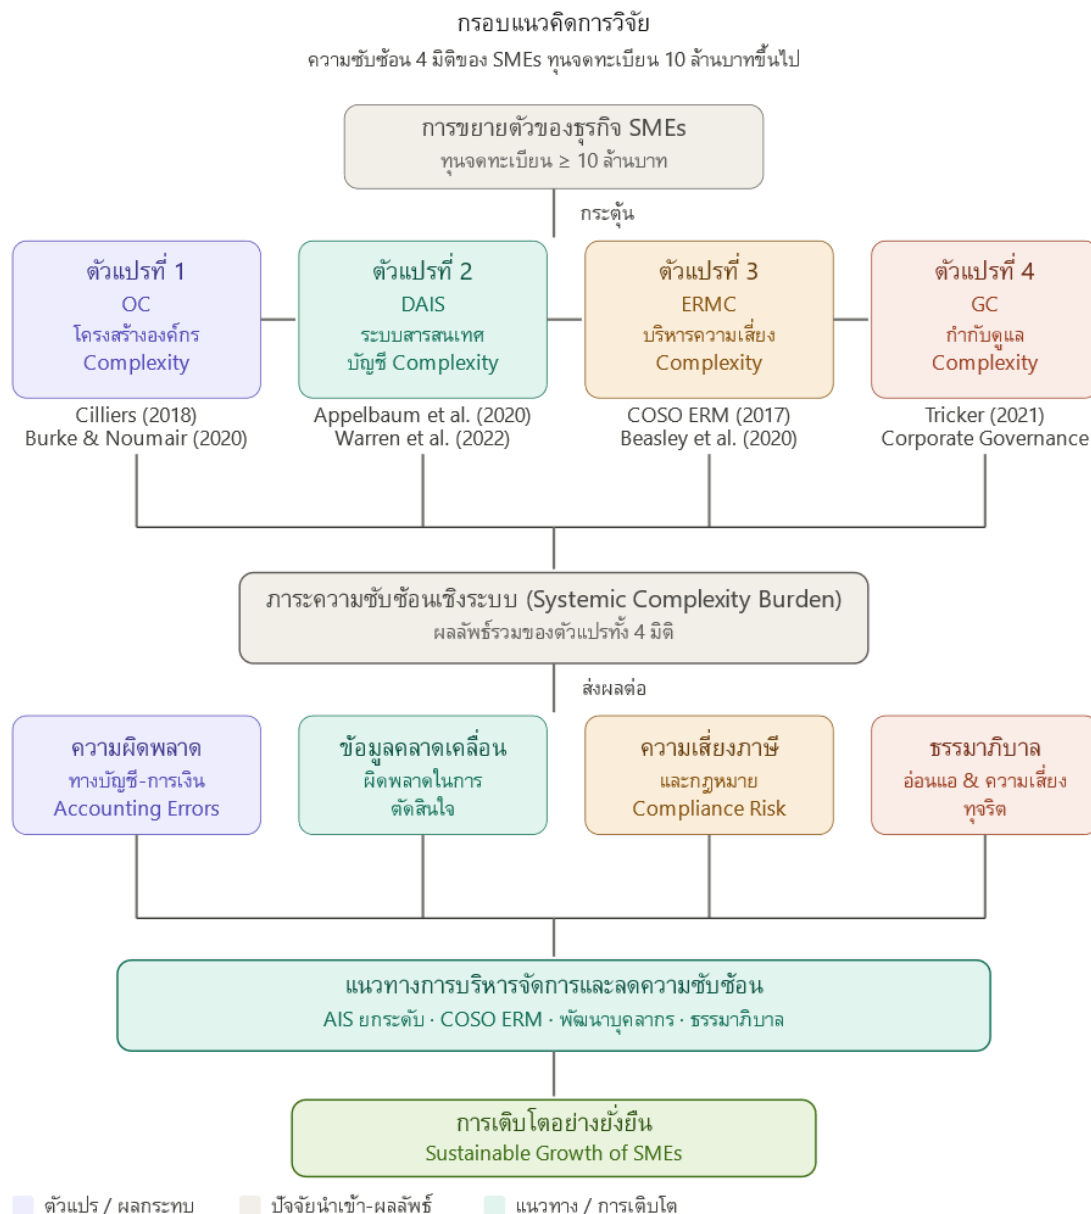 กรอบแนวคิดการวิจัย
ความซับซ้อน 4 มิติของ SMEs ทุนจดทะเบียน 10 ล้านบาทขึ้นไป
การขยายตัวของธุรกิจ SMEs
ทุนจดทะเบียน ≥ 10 ล้านบาท
กระตุ้น
ตัวแปรที่ 1
OC
โครงสร้างองค์กร
Complexity
ตัวแปรที่ 2
DAIS
ระบบสารสนเทศ
บัญชี Complexity
ตัวแปรที่ 3
ERMC
บริหารความเสี่ยง
Complexity
ตัวแปรที่ 4
GC
กำกับดูแล
Complexity
Cilliers (2018)
Burke & Noumair (2020)
Appelbaum et al. (2020)
Warren et al. (2022)
COSO ERM (2017)
Beasley et al. (2020)
Tricker (2021)
Corporate Governance
ภาระความซับซ้อนเชิงระบบ (Systemic Complexity Burden)
ผลลัพธ์รวมของตัวแปรทั้ง 4 มิติ
ส่งผลต่อ
ความผิดพลาด
ทางบัญชี-การเงิน
Accounting Errors
ข้อมูลคลาดเคลื่อน
ผิดพลาดในการ
ตัดสินใจ
ความเสี่ยงภาษี
และกฎหมาย
Compliance Risk
ธรรมาภิบาล
อ่อนแอ & ความเสี่ยง
ทุจริต
แนวทางการบริหารจัดการและลดความซับซ้อน
AIS ยกระดับ · COSO ERM · พัฒนาบุคลากร · ธรรมาภิบาล
การเติบโตอย่างยั่งยืน
Sustainable Growth of SMEs
ตัวแปร / ผลกระทบ
ปัจจัยนำเข้า-ผลลัพธ์
แนวทาง / การเติบโต